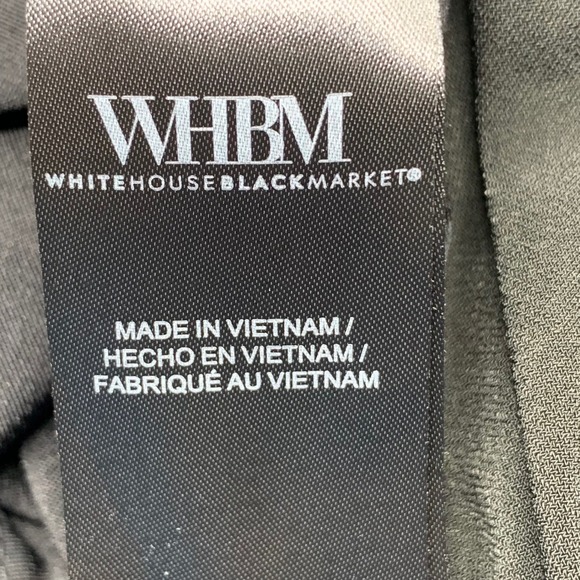 WHBM
WHITEHOUSEBLACKMARKET®
MADE IN VIETNAM /
HECHO EN VIETNAM /
FABRIQUÉ AU VIETNAM